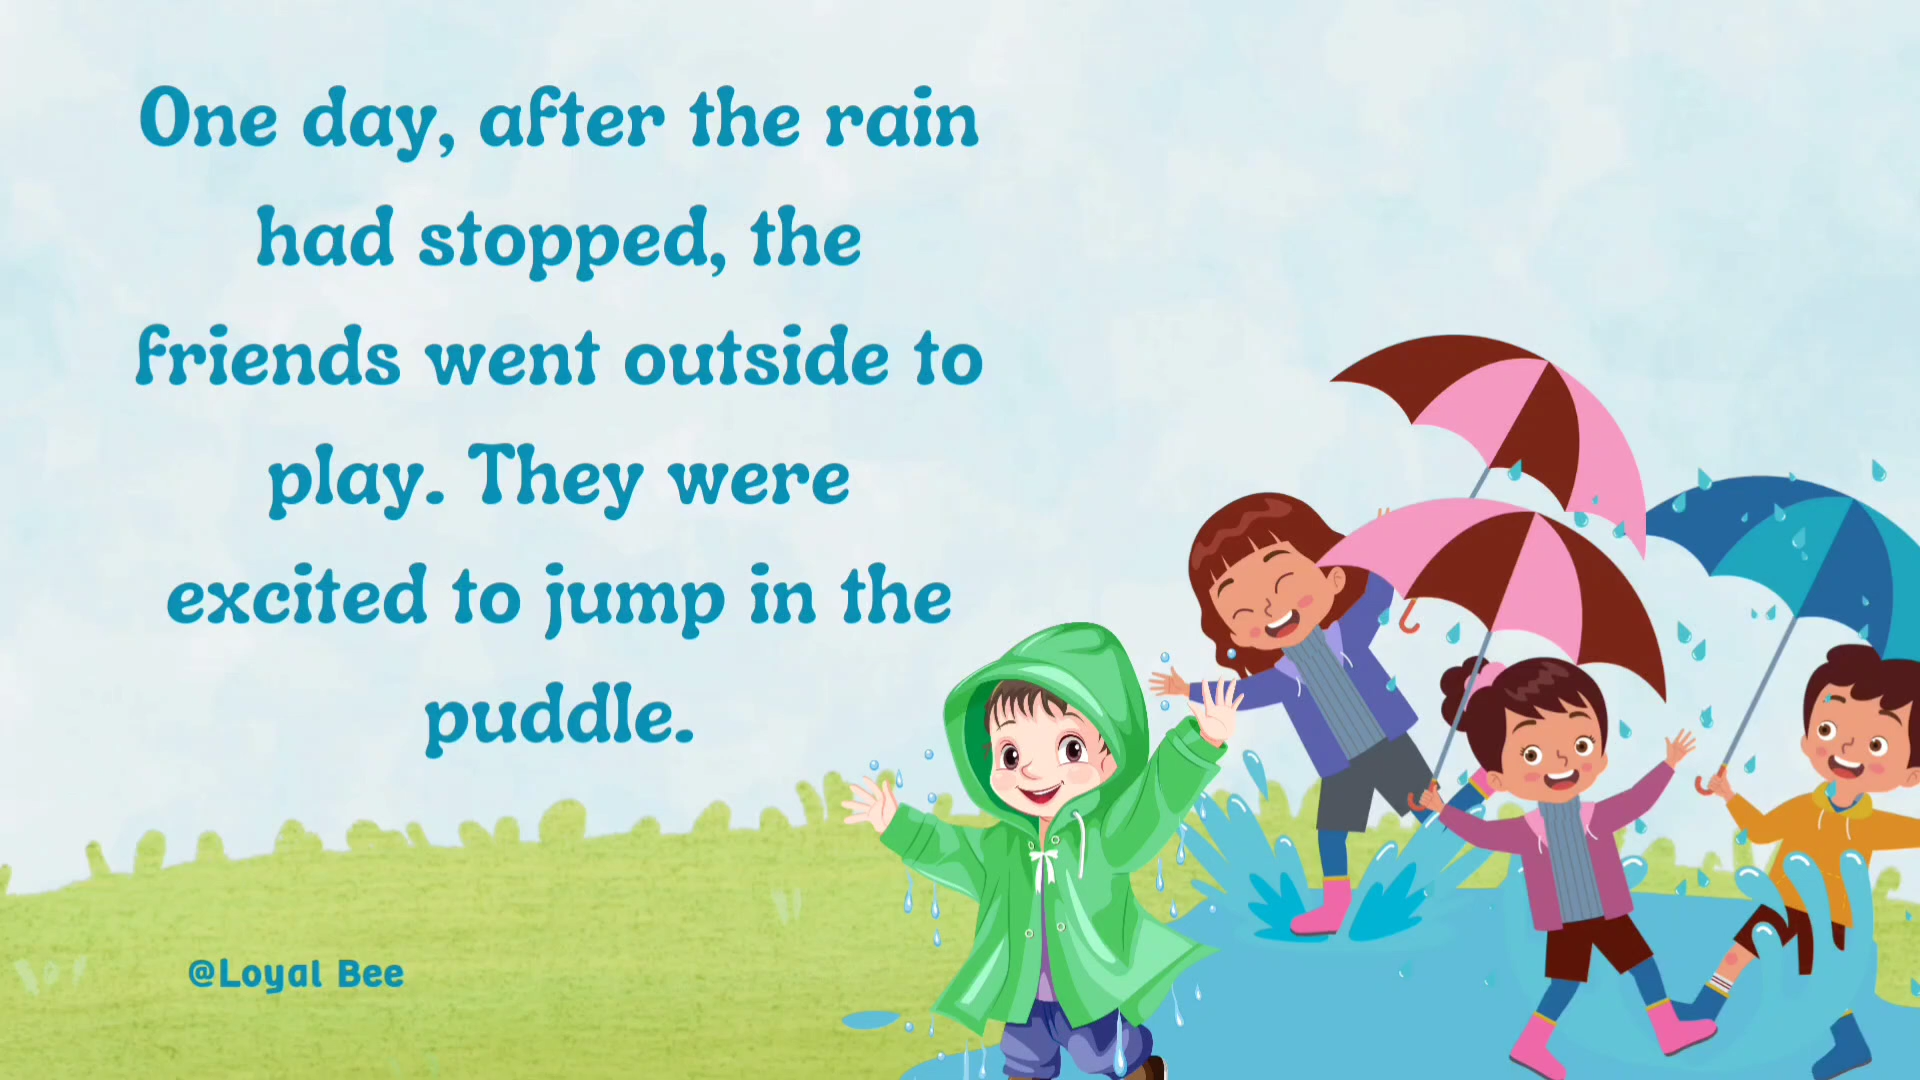 One day, after the rain
had stopped, the
friends went outside to
play. They were
excited to jump in the
puddle.
@Loyal Bee